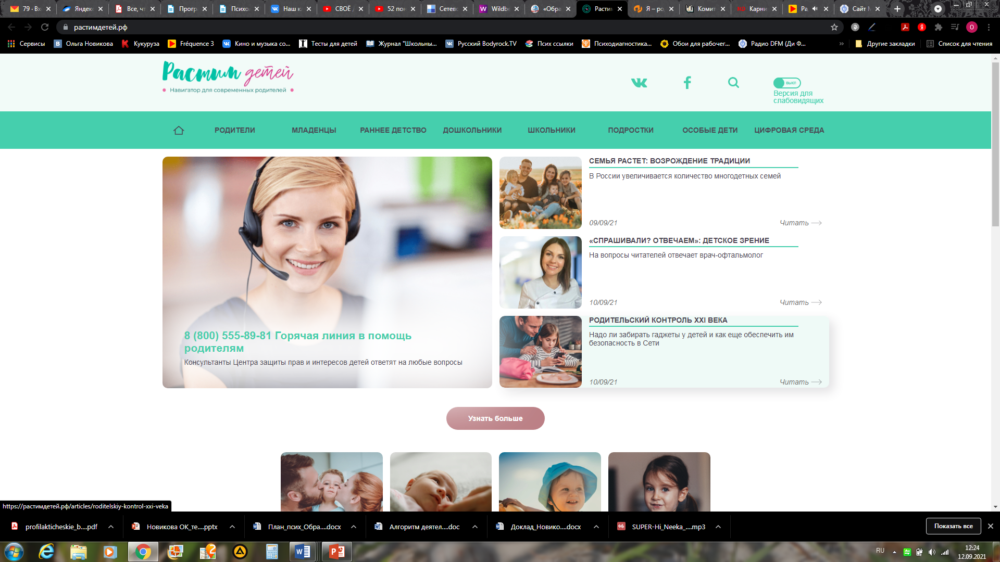 79 · Вх
Яндекс
Все, чт
Програ
Психол
Наш ка
СВОЁ Д
52 пон
Сетево
Wildbe
«Обра
Растим
Я – ро
Комит
Карни
Ра
Сайт М
растимдетей.рф
О
Сервисы
Ольга Новикова
Кукуруза
Fréquence 3
Кино и музыка со...
Тесты для детей
Журнал "Школьны...
Русский Bodyrock.TV
Псих ссылки
Психодиагностика...
Обои для рабочег...
Радио DFM (Ди Ф...
»
Другие закладки
Список для чтения
Растим детей
• Навигатор для современных родителей •
ВЫКЛ
Версия для
слабовидящих
РОДИТЕЛИ
МЛАДЕНЦЫ
РАННЕЕ ДЕТСТВО
ДОШКОЛЬНИКИ
ШКОЛЬНИКИ
ПОДРОСТКИ
ОСОБЫЕ ДЕТИ
ЦИФРОВАЯ СРЕДА
8 (800) 555-89-81 Горячая линия в помощь
родителям
Консультанты Центра защиты прав и интересов детей ответят на любые вопросы
СЕМЬЯ РАСТЕТ: ВОЗРОЖДЕНИЕ ТРАДИЦИИ
В России увеличивается количество многодетных семей
09/09/21
Читать
«СПРАШИВАЛИ? ОТВЕЧАЕМ»: ДЕТСКОЕ ЗРЕНИЕ
На вопросы читателей отвечает врач-офтальмолог
10/09/21
Читать
РОДИТЕЛЬСКИЙ КОНТРОЛЬ XXI ВЕКА
Надо ли забирать гаджеты у детей и как еще обеспечить им
безопасность в Сети
10/09/21
Читать
Узнать больше
https://растимдетей.рф/articles/roditelskiy-kontrol-xxi-veka
profilakticheskie_b....pdf
Новикова ОК_те....pptx
План_псих_Обра....docx
Алгоритм деятел....doc
Доклад_Новико....docx
SUPER-Hi_Neeka_....mp3
Показать все
RU
12:24
12.09.2021